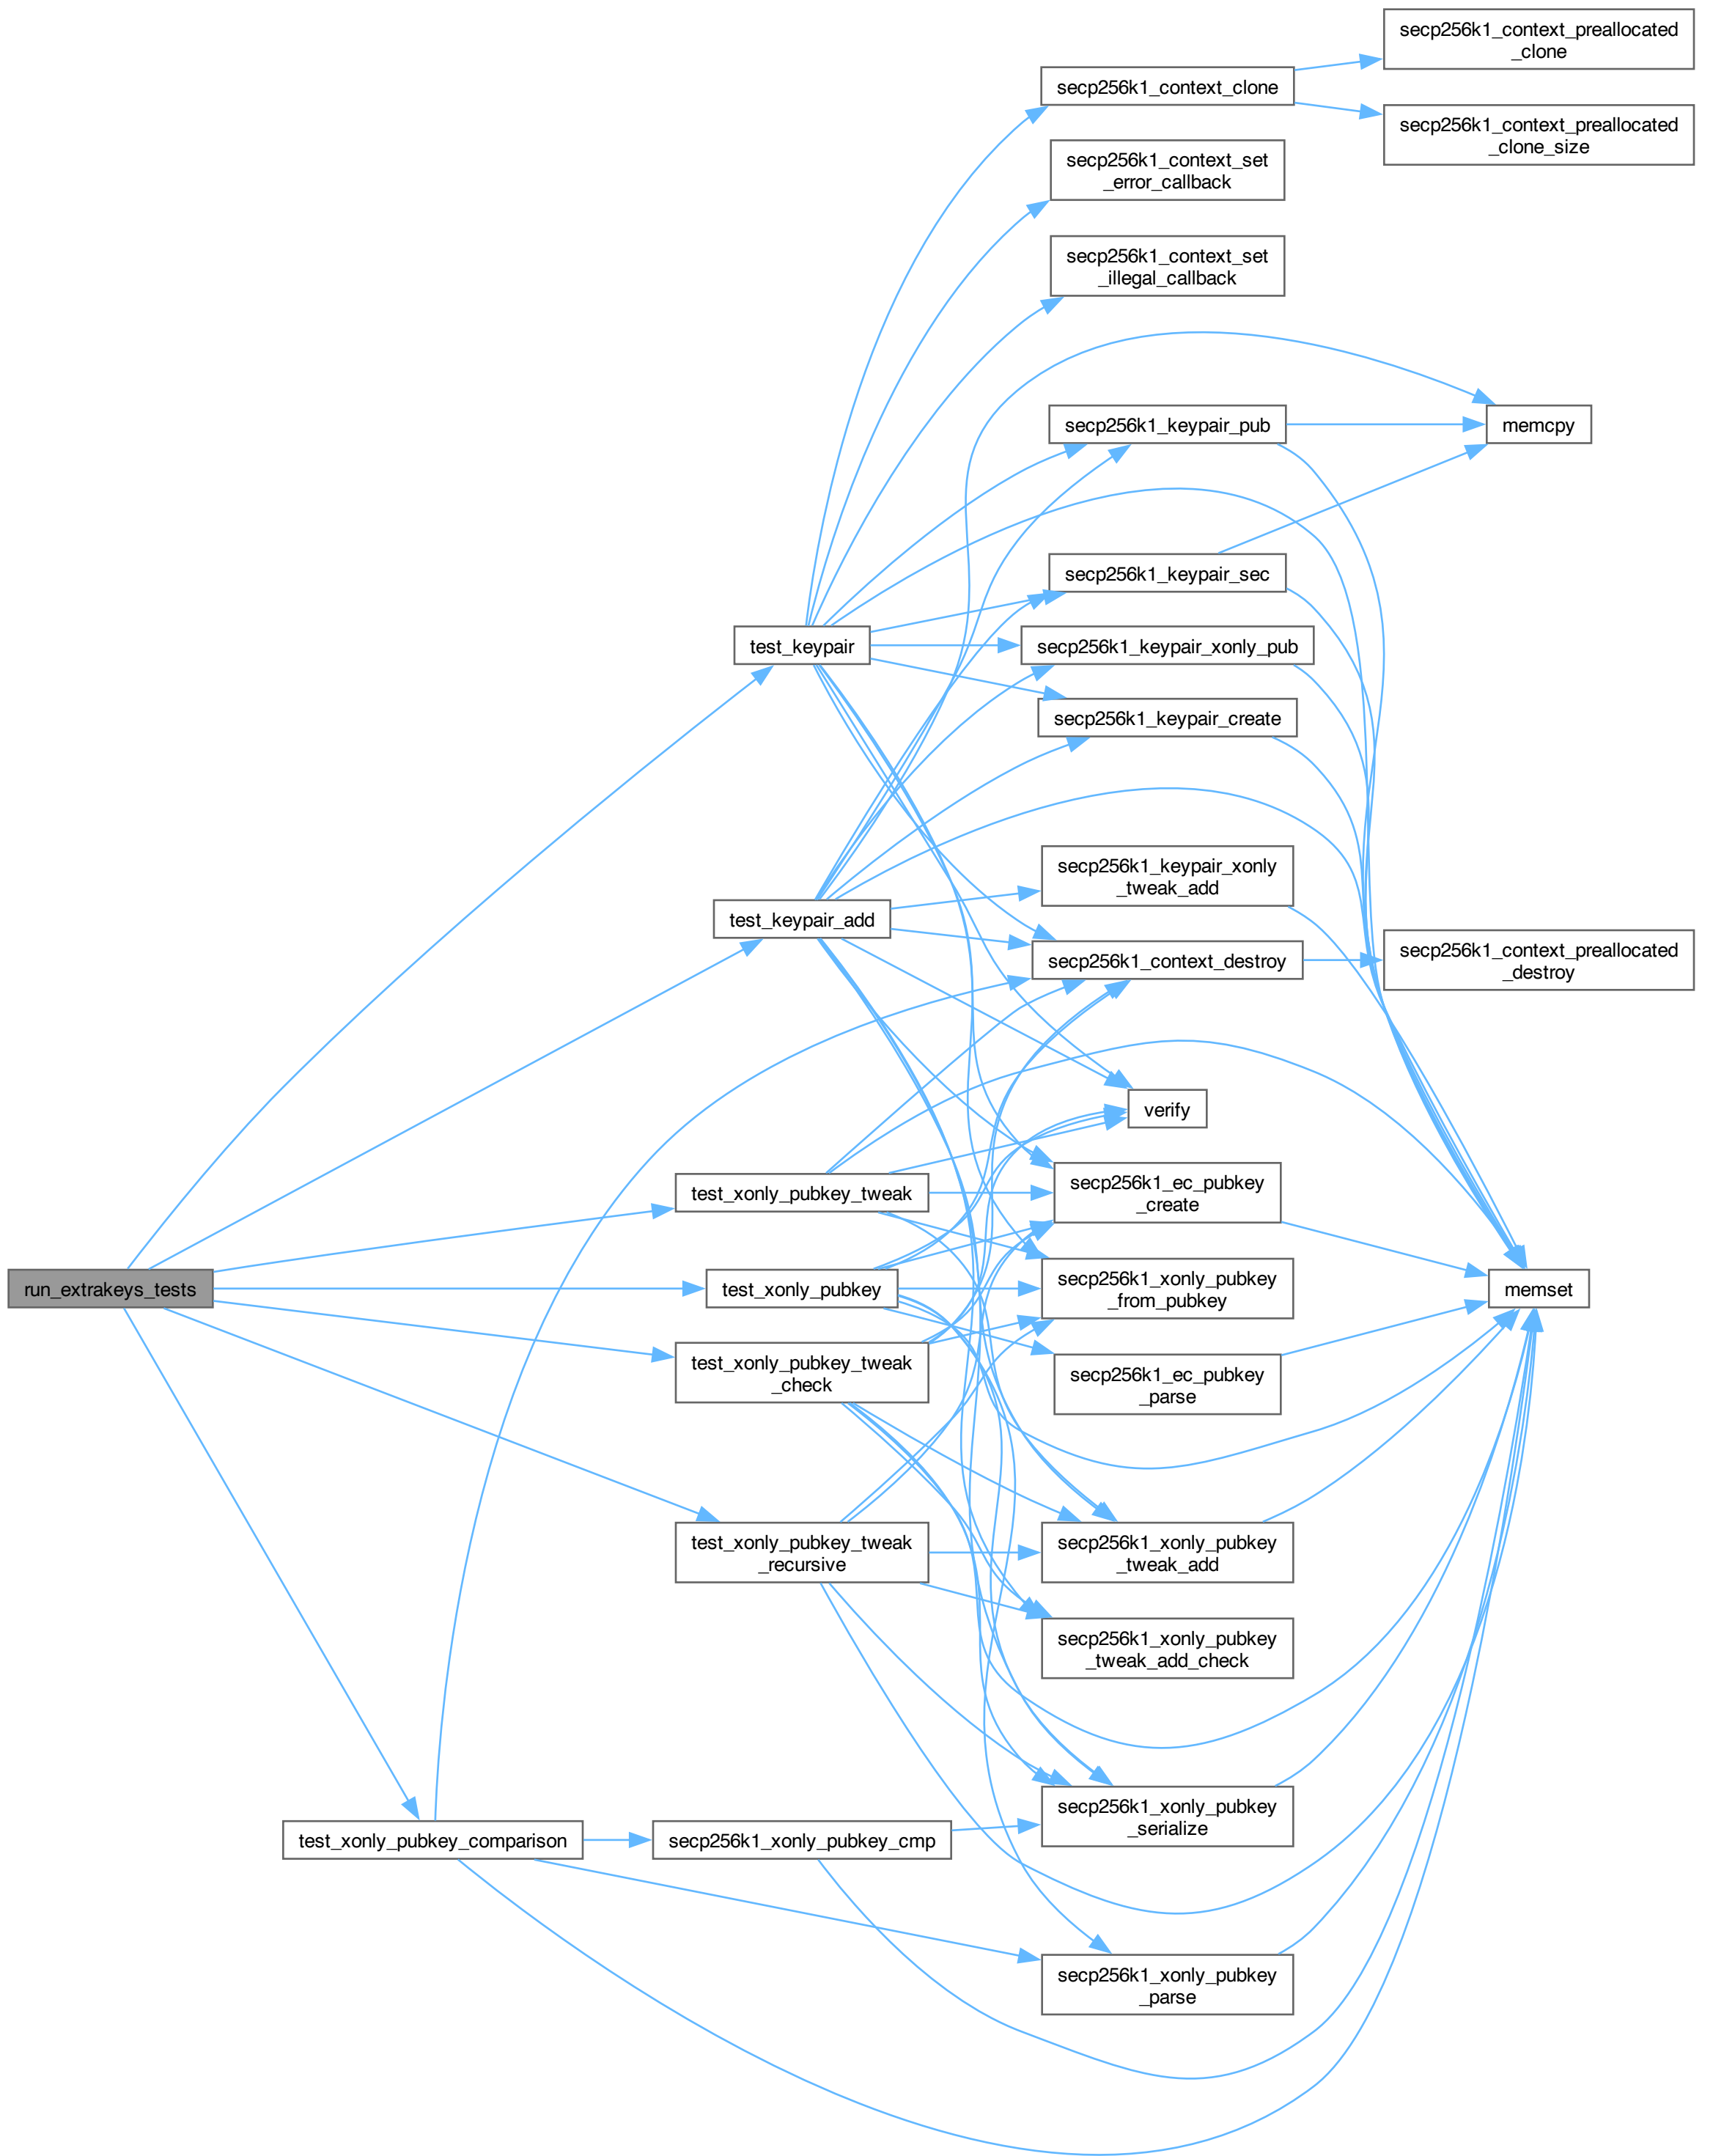 secp256k1_context_preallocated
_clone
secp256k1_context_clone
secp256k1_context_preallocated
_clone_size
secp256k1_context_set
_error_callback
secp256k1_context_set
_illegal_callback
secp256k1_keypair_pub
memcpy
secp256k1_keypair_sec
test_keypair
secp256k1_keypair_xonly_pub
secp256k1_keypair_create
secp256k1_keypair_xonly
_tweak_add
test_keypair_add
secp256k1_context_destroy
secp256k1_context_preallocated
_destroy
verify
test_xonly_pubkey_tweak
secp256k1_ec_pubkey
_create
run_extrakeys_tests
test_xonly_pubkey
secp256k1_xonly_pubkey
_from_pubkey
memset
test_xonly_pubkey_tweak
_check
secp256k1_ec_pubkey
_parse
test_xonly_pubkey_tweak
_recursive
secp256k1_xonly_pubkey
_tweak_add
secp256k1_xonly_pubkey
_tweak_add_check
test_xonly_pubkey_comparison
secp256k1_xonly_pubkey_cmp
secp256k1_xonly_pubkey
_serialize
secp256k1_xonly_pubkey
_parse